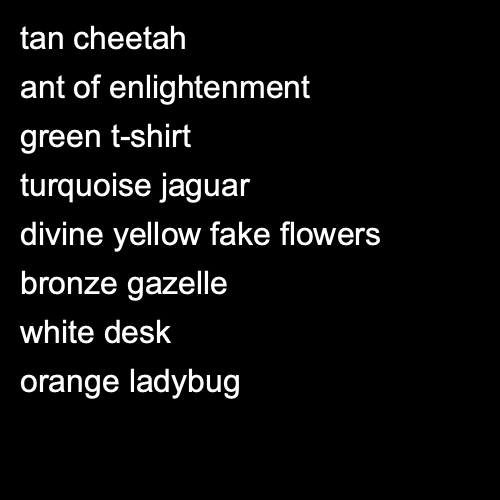 tan cheetah
ant of enlightenment
green t-shirt
turquoise jaguar
divine yellow fake flowers
bronze gazelle
white desk
orange ladybug